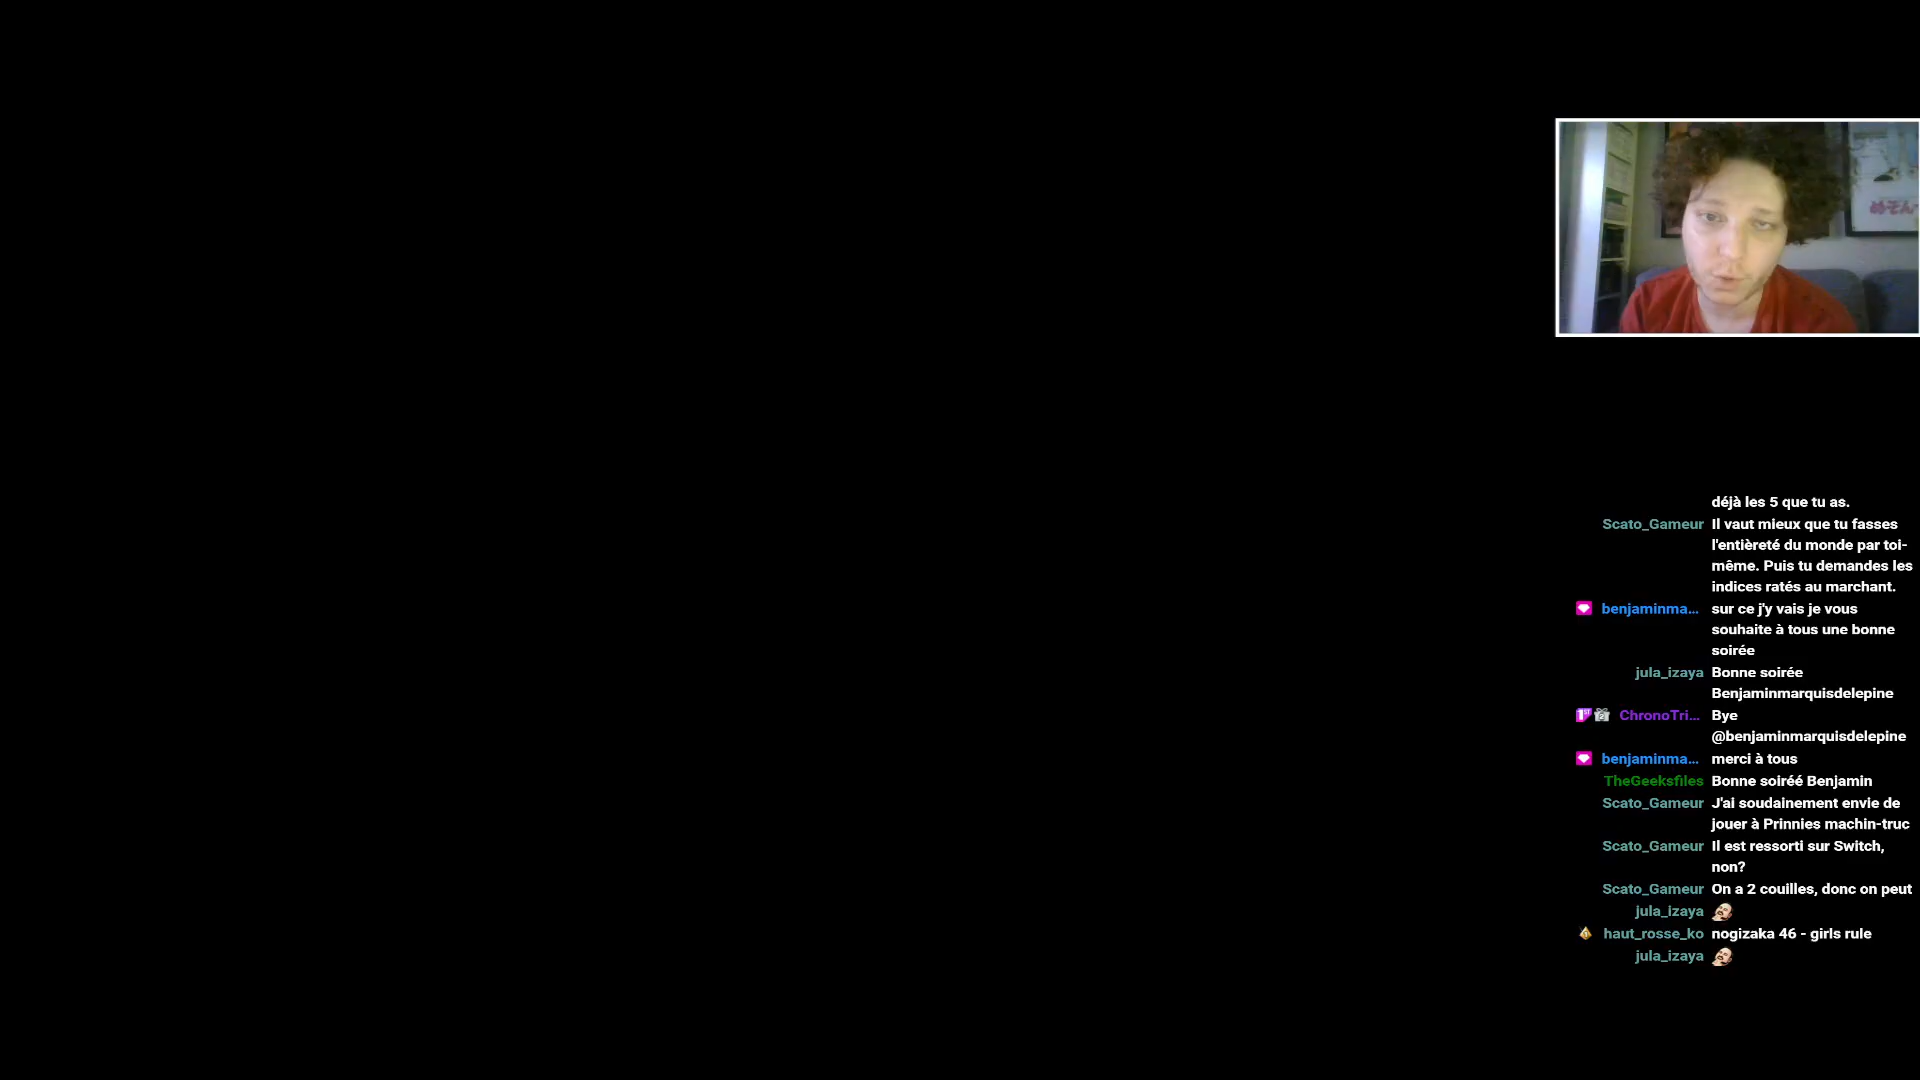 めそん
déjà les 5 que tu as.
Scato_Gameur Il vaut mieux que tu fasses
l'entièreté du monde par toi-
même. Puis tu demandes les
indices ratés au marchant.
benjaminma... sur ce j'y vais je vous
souhaite à tous une bonne
soirée
jula_izaya Bonne soirée
Benjaminmarquisdelepine
ChronoTri... Bye
@benjaminmarquisdelepine
benjaminma... merci à tous
TheGeeksfiles Bonne soiréé Benjamin
Scato_Gameur J'ai soudainement envie de
jouer à Prinnies machin-truc
Scato_Gameur Il est ressorti sur Switch,
non?
Scato_Gameur On a 2 couilles, donc on peut
jula_izaya
haut_rosse_ko nogizaka 46 - girls rule
jula_izaya